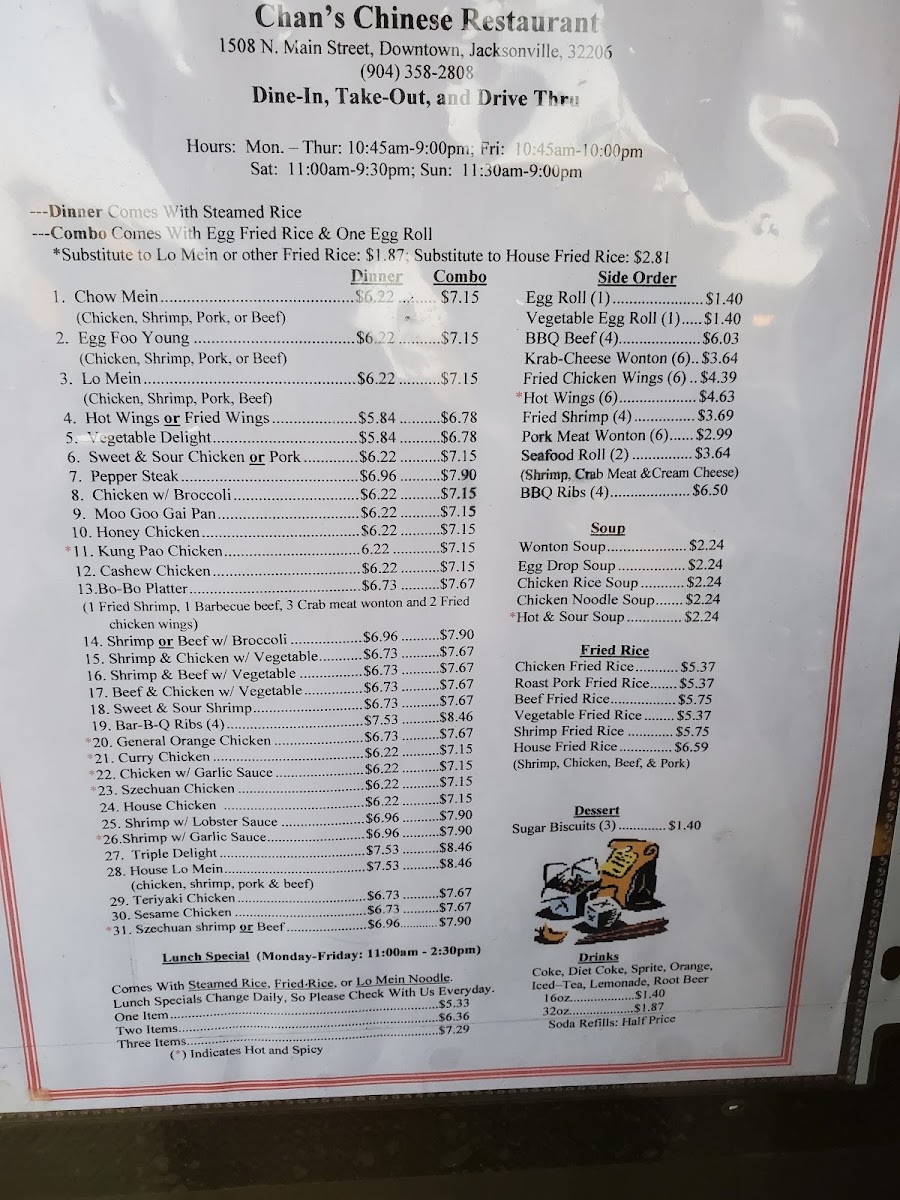 Chan's Chinese Restaurant
1508 N. Main Street, Downtown, Jacksonville, 32206
(904) 358-2808
Dine-In, Take-Out, and Drive Thru
Hours: Mon. – Thur: 10:45am-9:00pm; Fri: 10:45am-10:00pm
Sat: 11:00am-9:30pm; Sun: 11:30am-9:00pm
---Dinner Comes With Steamed Rice
---Combo Comes With Egg Fried Rice & One Egg Roll
*Substitute to Lo Mein or other Fried Rice: $1.87; Substitute to House Fried Rice: $2.81
Dinner Combo
1. Chow Mein....................$6.22 ......... $7.15
(Chicken, Shrimp, Pork, or Beef)
2. Egg Foo Young ....................$6.22 .........$7.15
(Chicken, Shrimp, Pork, or Beef)
3. Lo Mein....................$6.22 .........$7.15
(Chicken, Shrimp, Pork, Beef)
4. Hot Wings or Fried Wings....................$5.84 .........$6.78
5. Vegetable Delight....................$5.84 .........$6.78
6. Sweet & Sour Chicken or Pork....................$6.22 .........$7.15
7. Pepper Steak....................$6.96 .........$7.90
8. Chicken w/ Broccoli....................$6.22 .........$7.15
9. Moo Goo Gai Pan....................$6.22 .........$7.15
10. Honey Chicken....................$6.22 .........$7.15
*11. Kung Pao Chicken....................6.22 .........$7.15
12. Cashew Chicken....................$6.22 .........$7.15
13.Bo-Bo Platter....................$6.73 .........$7.67
(1 Fried Shrimp, 1 Barbecue beef, 3 Crab meat wonton and 2 Fried
chicken wings)
14. Shrimp or Beef w/ Broccoli ....................$6.96 .........$7.90
15. Shrimp & Chicken w/ Vegetable....................$6.73 .........$7.67
16. Shrimp & Beef w/ Vegetable ....................$6.73 .........$7.67
17. Beef & Chicken w/ Vegetable....................$6.73 .........$7.67
18. Sweet & Sour Shrimp....................$6.73 .........$7.67
19. Bar-B-Q Ribs (4)....................$7.53 .........$8.46
*20. General Orange Chicken ....................$6.73 .........$7.67
*21. Curry Chicken ....................$6.22 .........$7.15
*22. Chicken w/ Garlic Sauce ....................$6.22 .........$7.15
*23. Szechuan Chicken ....................$6.22 .........$7.15
24. House Chicken ....................$6.22 .........$7.15
25. Shrimp w/ Lobster Sauce ....................$6.96 .........$7.90
*26.Shrimp w/ Garlic Sauce....................$6.96 .........$7.90
27. Triple Delight....................$7.53 .........$8.46
28. House Lo Mein....................$7.53 .........$8.46
(chicken, shrimp, pork & beef)
29. Teriyaki Chicken....................$6.73 .........$7.67
30. Sesame Chicken ....................$6.73 .........$7.67
*31. Szechuan shrimp or Beef....................$6.96.........$7.90
Lunch Special (Monday-Friday: 11:00am - 2:30pm)
Comes With Steamed Rice, Fried-Rice, or Lo Mein Noodle.
Lunch Specials Change Daily, So Please Check With Us Everyday.
One Item....................$5.33
Two Items....................$6.36
Three Items....................$7.29
(*) Indicates Hot and Spicy
Side Order
Egg Roll (1)......................$1.40
Vegetable Egg Roll (1).....$1.40
BBQ Beef (4)....................$6.03
Krab-Cheese Wonton (6)..$3.64
Fried Chicken Wings (6) ..$4.39
*Hot Wings (6)...................$4.63
Fried Shrimp (4) ...............$3.69
Pork Meat Wonton (6)......$2.99
Seafood Roll (2) ...............$3.64
(Shrimp, Crab Meat &Cream Cheese)
BBQ Ribs (4)....................$6.50
Soup
Wonton Soup.................... $2.24
Egg Drop Soup ................. $2.24
Chicken Rice Soup ........... $2.24
Chicken Noodle Soup....... $2.24
*Hot & Sour Soup ............. $2.24
Fried Rice
Chicken Fried Rice........... $5.37
Roast Pork Fried Rice....... $5.37
Beef Fried Rice................. $5.75
Vegetable Fried Rice ........ $5.37
Shrimp Fried Rice ............ $5.75
House Fried Rice.............. $6.59
(Shrimp, Chicken, Beef, & Pork)
Dessert
Sugar Biscuits (3) ............. $1.40
Drinks
Coke, Diet Coke, Sprite, Orange,
Iced–Tea, Lemonade, Root Beer
16oz....................$1.40
32oz....................$1.87
Soda Refills: Half Price